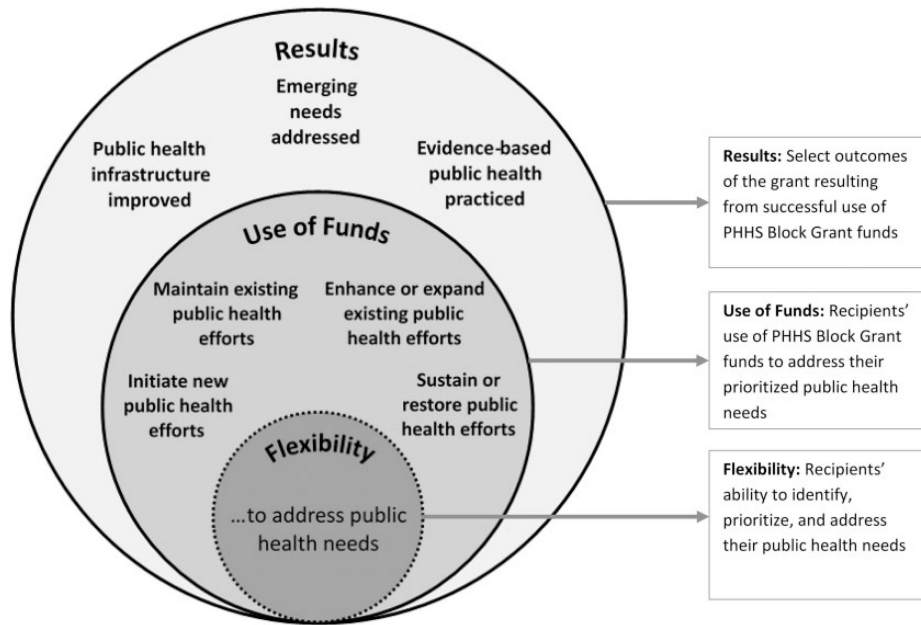 Results
Emerging
needs
addressed
Public health
infrastructure
improved
Evidence-based
public health
practiced
Use of Funds
Maintain existing
public health
efforts
Enhance or expand
existing public
health efforts
Initiate new
public health
efforts
Sustain or
restore public
health efforts
Flexibility
...to address public
health needs
Results: Select outcomes
of the grant resulting
from successful use of
PHHS Block Grant funds
Use of Funds: Recipients’
use of PHHS Block Grant
funds to address their
prioritized public health
needs
Flexibility: Recipients’
ability to identify,
prioritize, and address
their public health needs